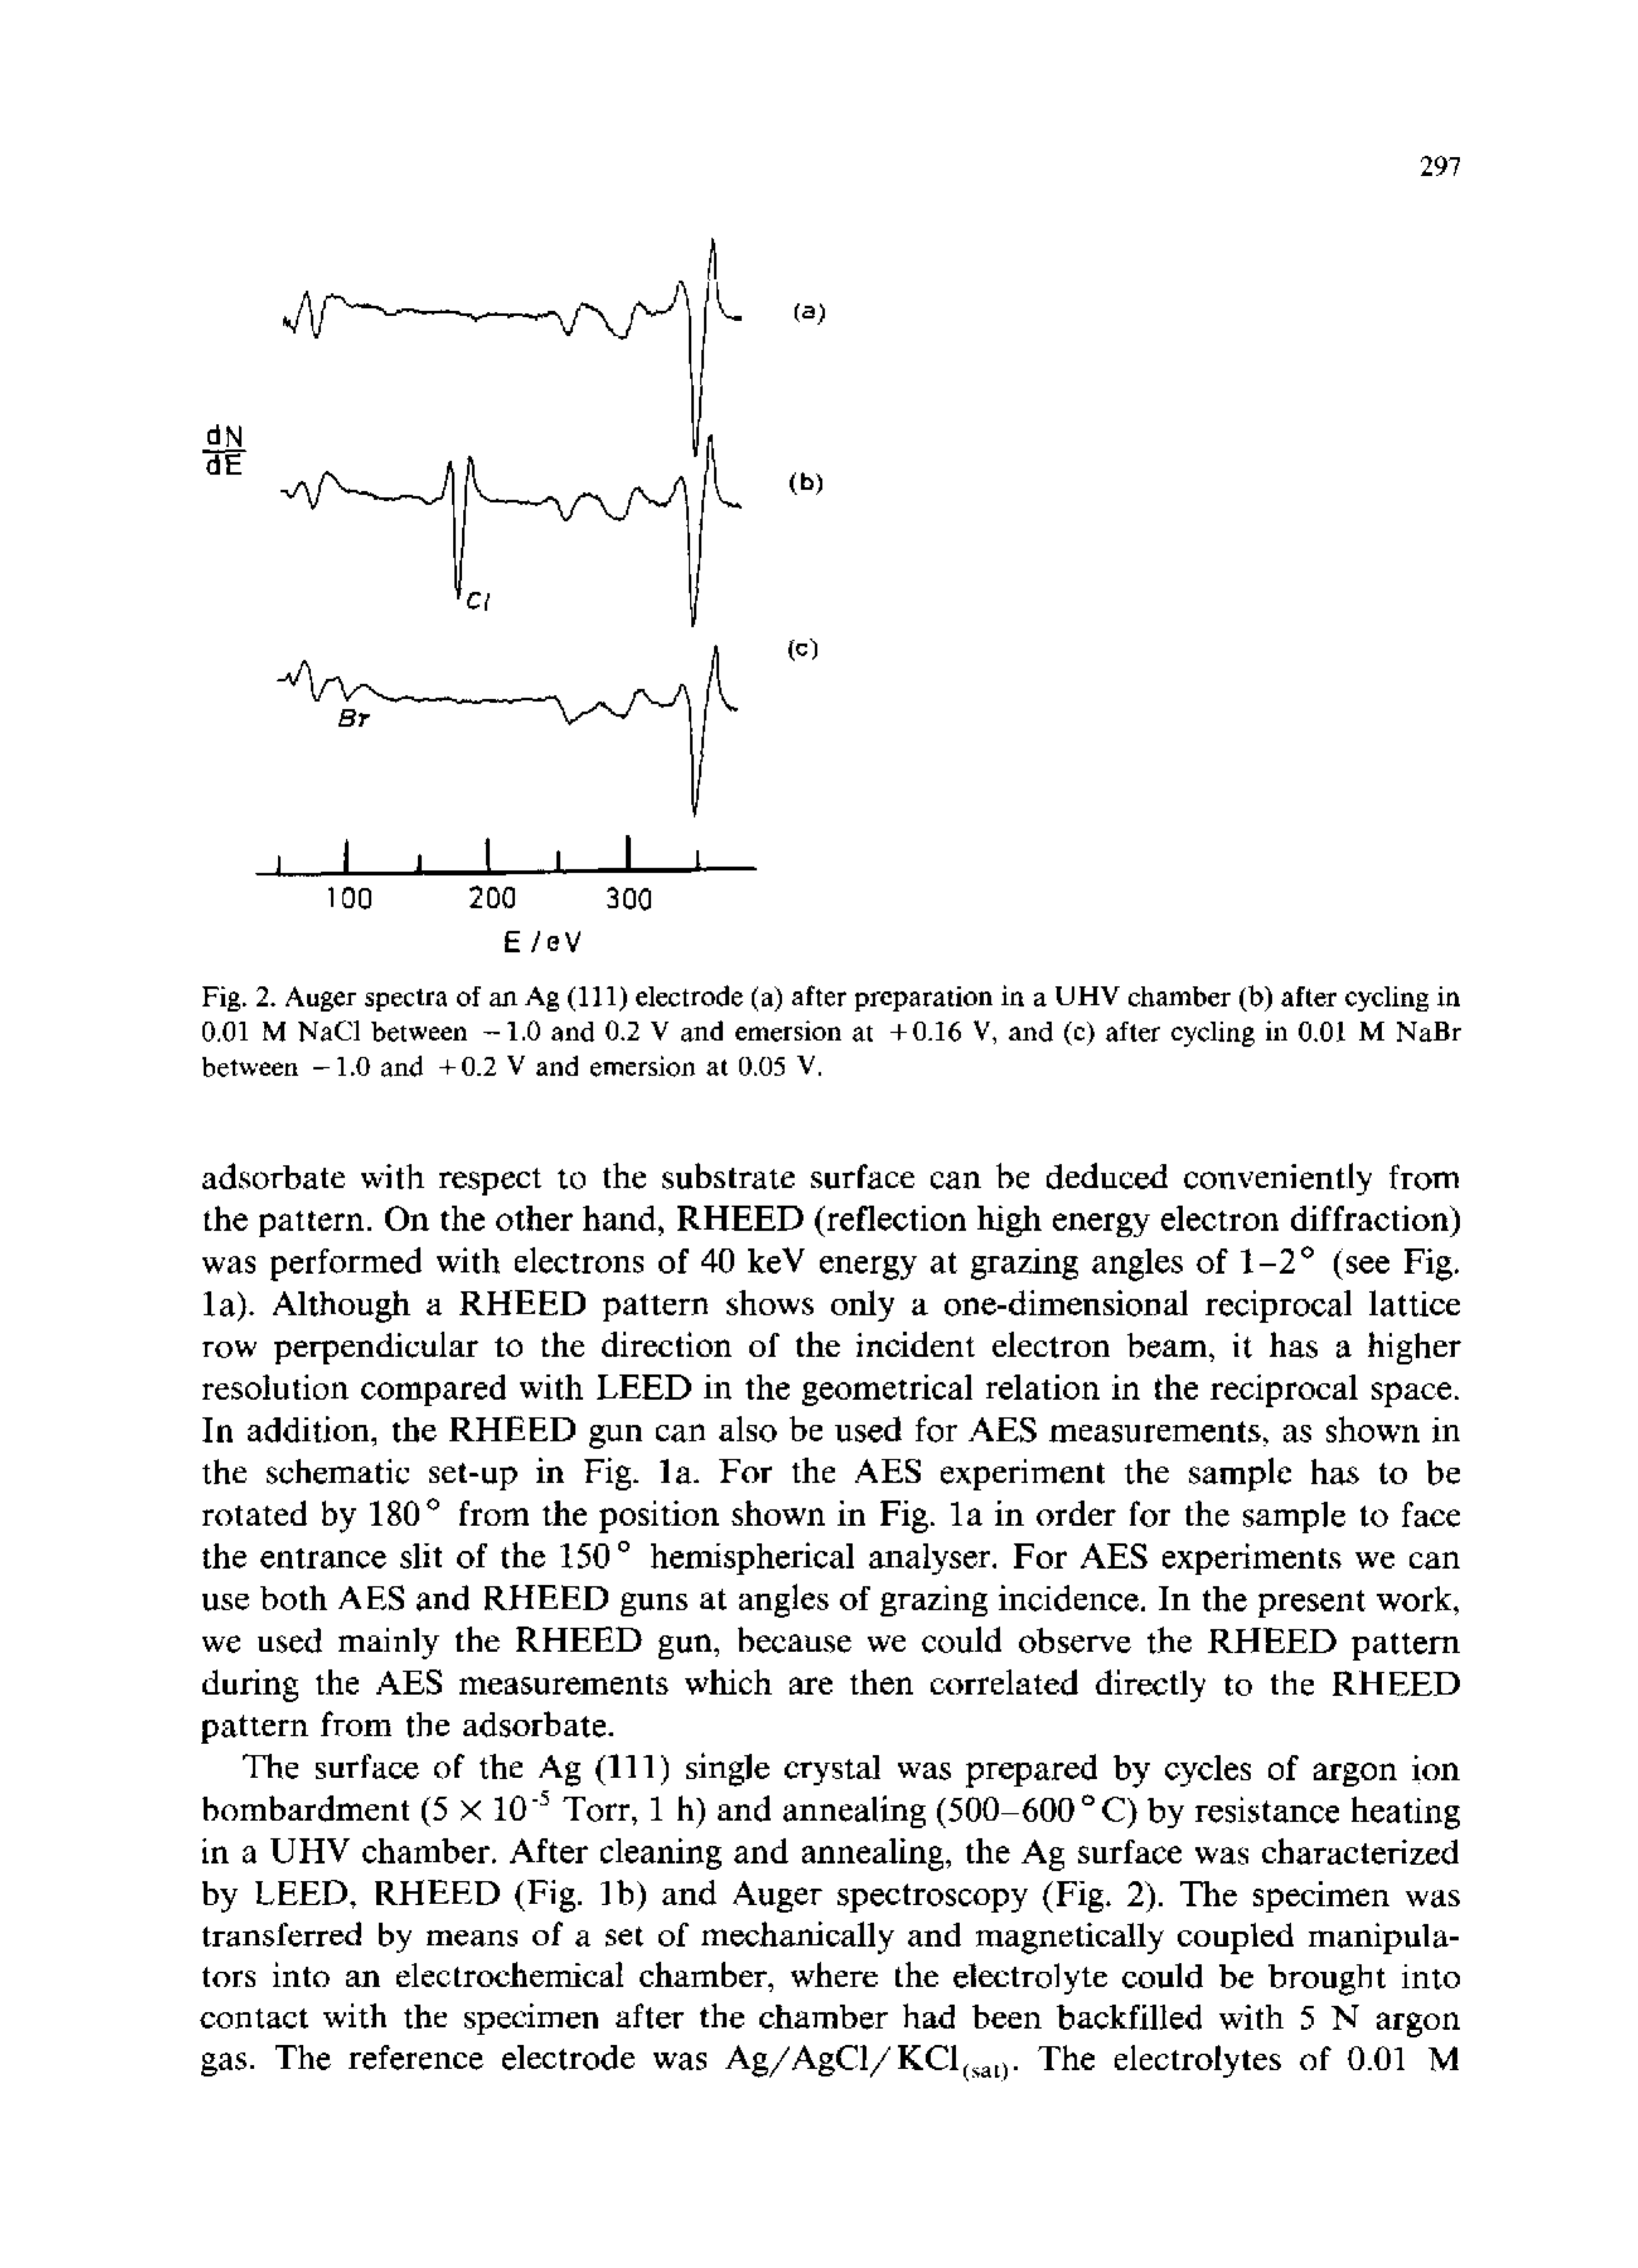 297
(a)
dN
dE
(b)
Cl
(c)
Br
100 200 300
E / eV
Fig. 2. Auger spectra of an Ag (111) electrode (a) after preparation in a UHV chamber (b) after cycling in
0.01 M NaCl between −1.0 and 0.2 V and emersion at +0.16 V, and (c) after cycling in 0.01 M NaBr
between −1.0 and +0.2 V and emersion at 0.05 V.
adsorbate with respect to the substrate surface can be deduced conveniently from
the pattern. On the other hand, RHEED (reflection high energy electron diffraction)
was performed with electrons of 40 keV energy at grazing angles of 1–2° (see Fig.
1a). Although a RHEED pattern shows only a one-dimensional reciprocal lattice
row perpendicular to the direction of the incident electron beam, it has a higher
resolution compared with LEED in the geometrical relation in the reciprocal space.
In addition, the RHEED gun can also be used for AES measurements, as shown in
the schematic set-up in Fig. 1a. For the AES experiment the sample has to be
rotated by 180° from the position shown in Fig. 1a in order for the sample to face
the entrance slit of the 150° hemispherical analyser. For AES experiments we can
use both AES and RHEED guns at angles of grazing incidence. In the present work,
we used mainly the RHEED gun, because we could observe the RHEED pattern
during the AES measurements which are then correlated directly to the RHEED
pattern from the adsorbate.
The surface of the Ag (111) single crystal was prepared by cycles of argon ion
bombardment (5 × 10⁻⁵ Torr, 1 h) and annealing (500–600°C) by resistance heating
in a UHV chamber. After cleaning and annealing, the Ag surface was characterized
by LEED, RHEED (Fig. 1b) and Auger spectroscopy (Fig. 2). The specimen was
transferred by means of a set of mechanically and magnetically coupled manipula-
tors into an electrochemical chamber, where the electrolyte could be brought into
contact with the specimen after the chamber had been backfilled with 5 N argon
gas. The reference electrode was Ag/AgCl/KCl(sat). The electrolytes of 0.01 M